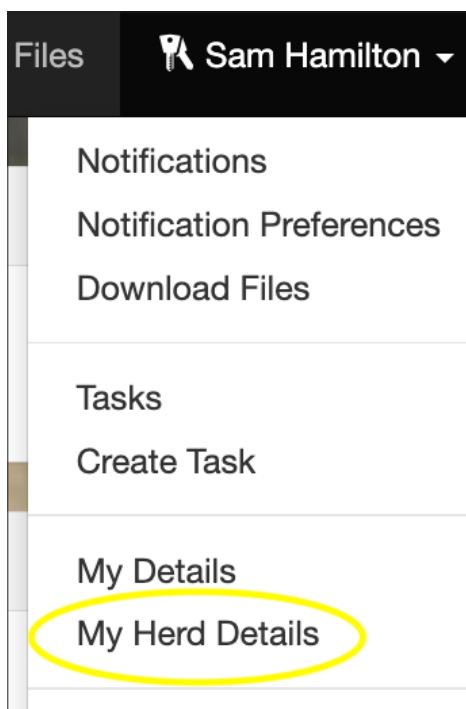 Files Sam Hamilton
Notifications
Notification Preferences
Download Files
Tasks
Create Task
My Details
My Herd Details